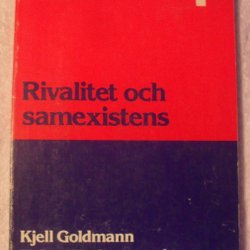 Rivalitet och
samexistens
Kjell Goldmann